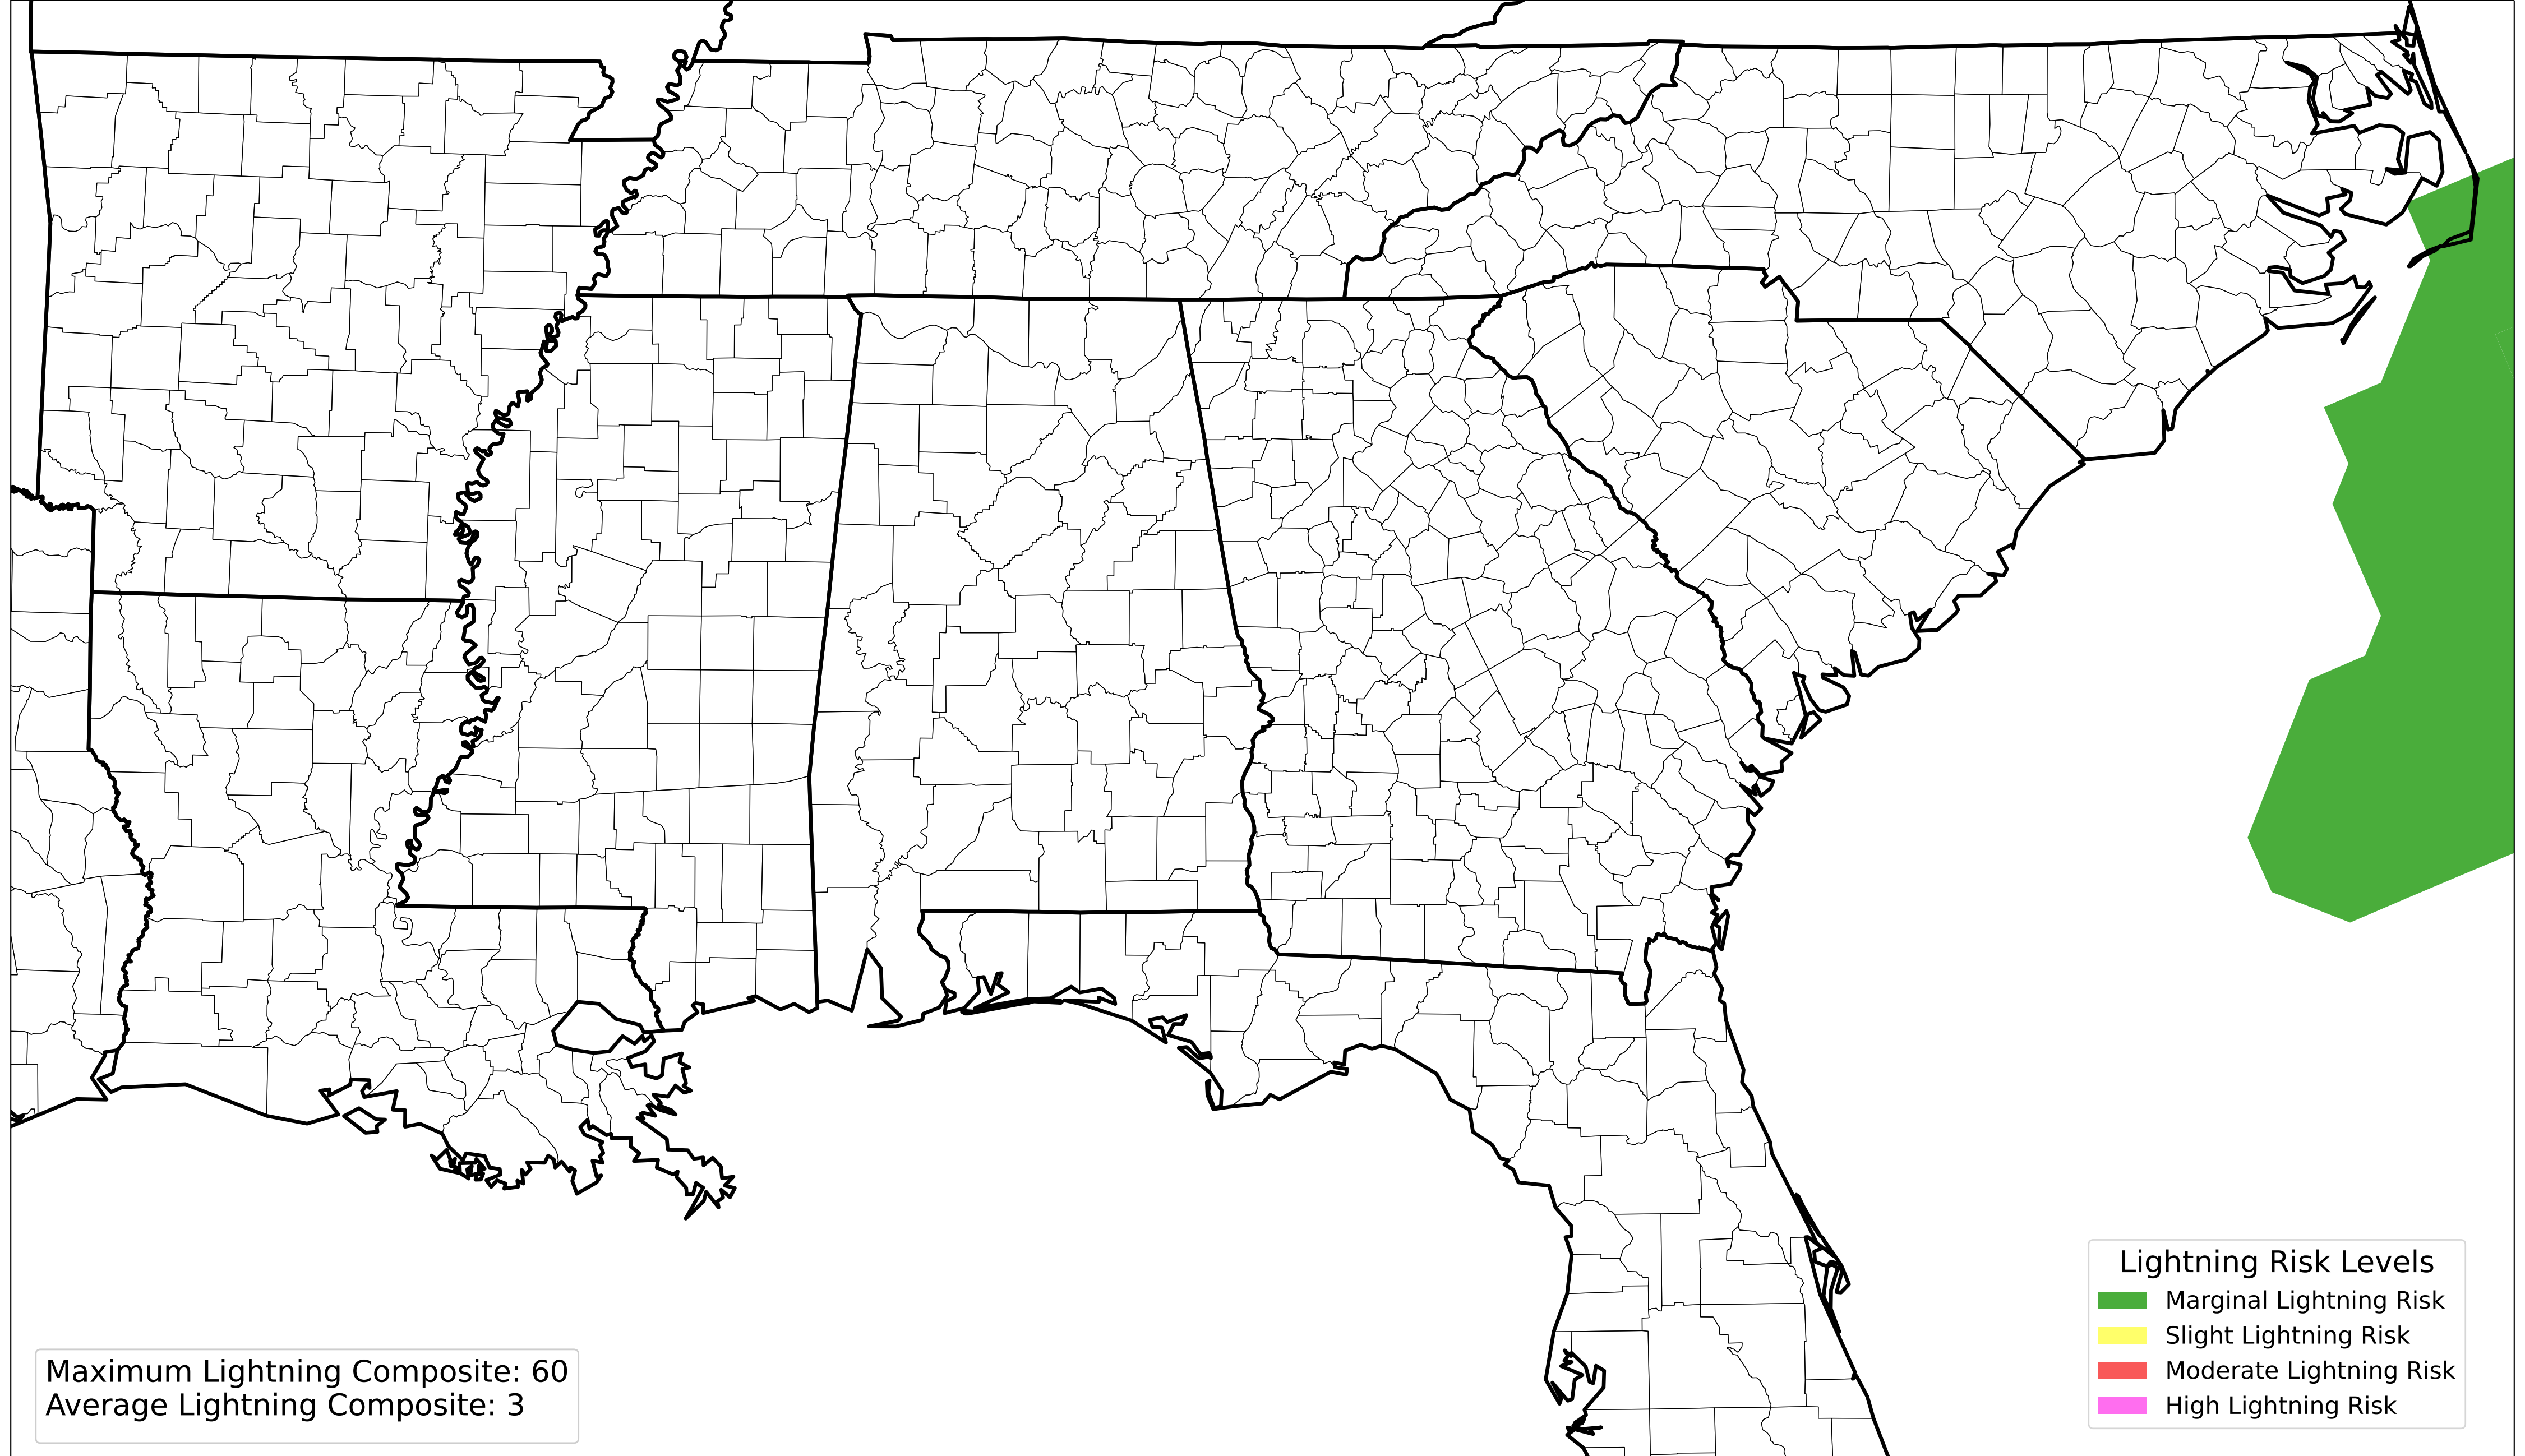 Maximum Lightning Composite: 60
Average Lightning Composite: 3
Lightning Risk Levels
Marginal Lightning Risk
Slight Lightning Risk
Moderate Lightning Risk
High Lightning Risk